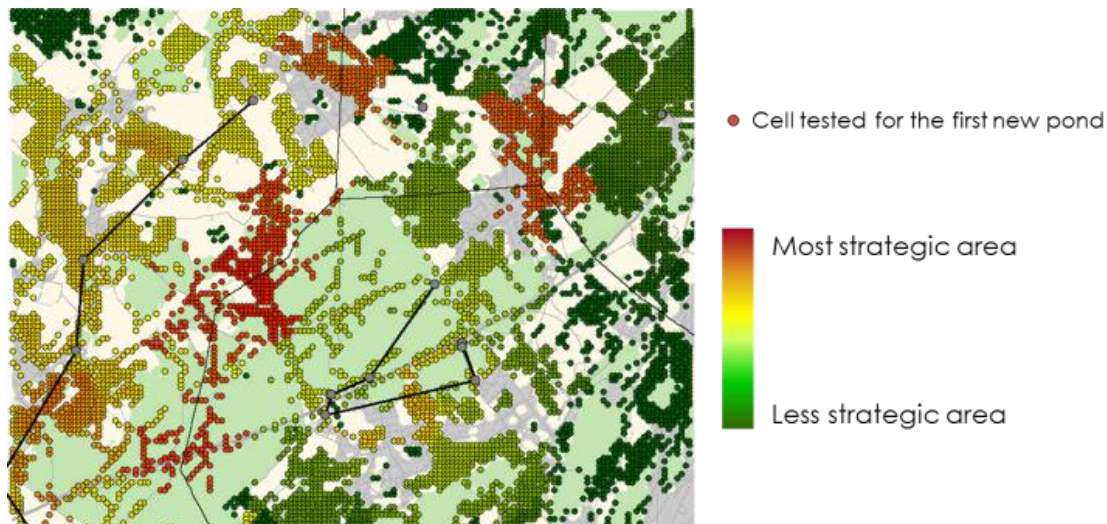 Cell tested for the first new pond
Most strategic area
Less strategic area